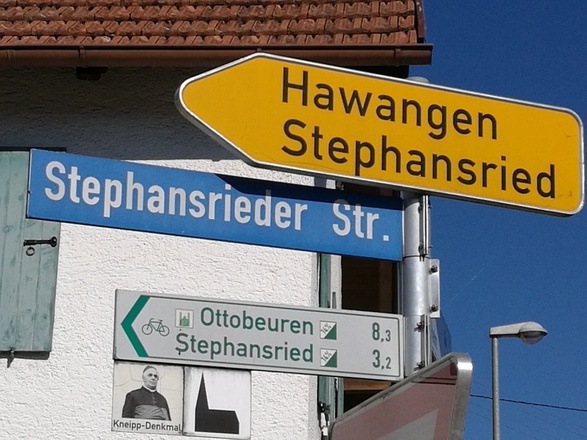 Hawangen
Stephansried
Stephansrieder Str.
Ottobeuren 8,3
Stephansried 3,2
Kneipp-Denkmal